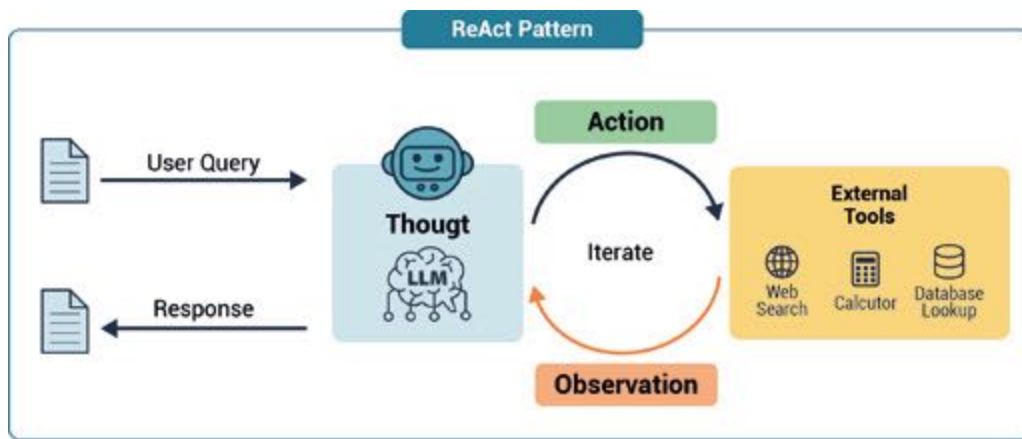 ReAct Pattern
User Query
Response
Thougt
LLM
Action
Iterate
Observation
External
Tools
Web
Search
Calcutor
Database
Lookup